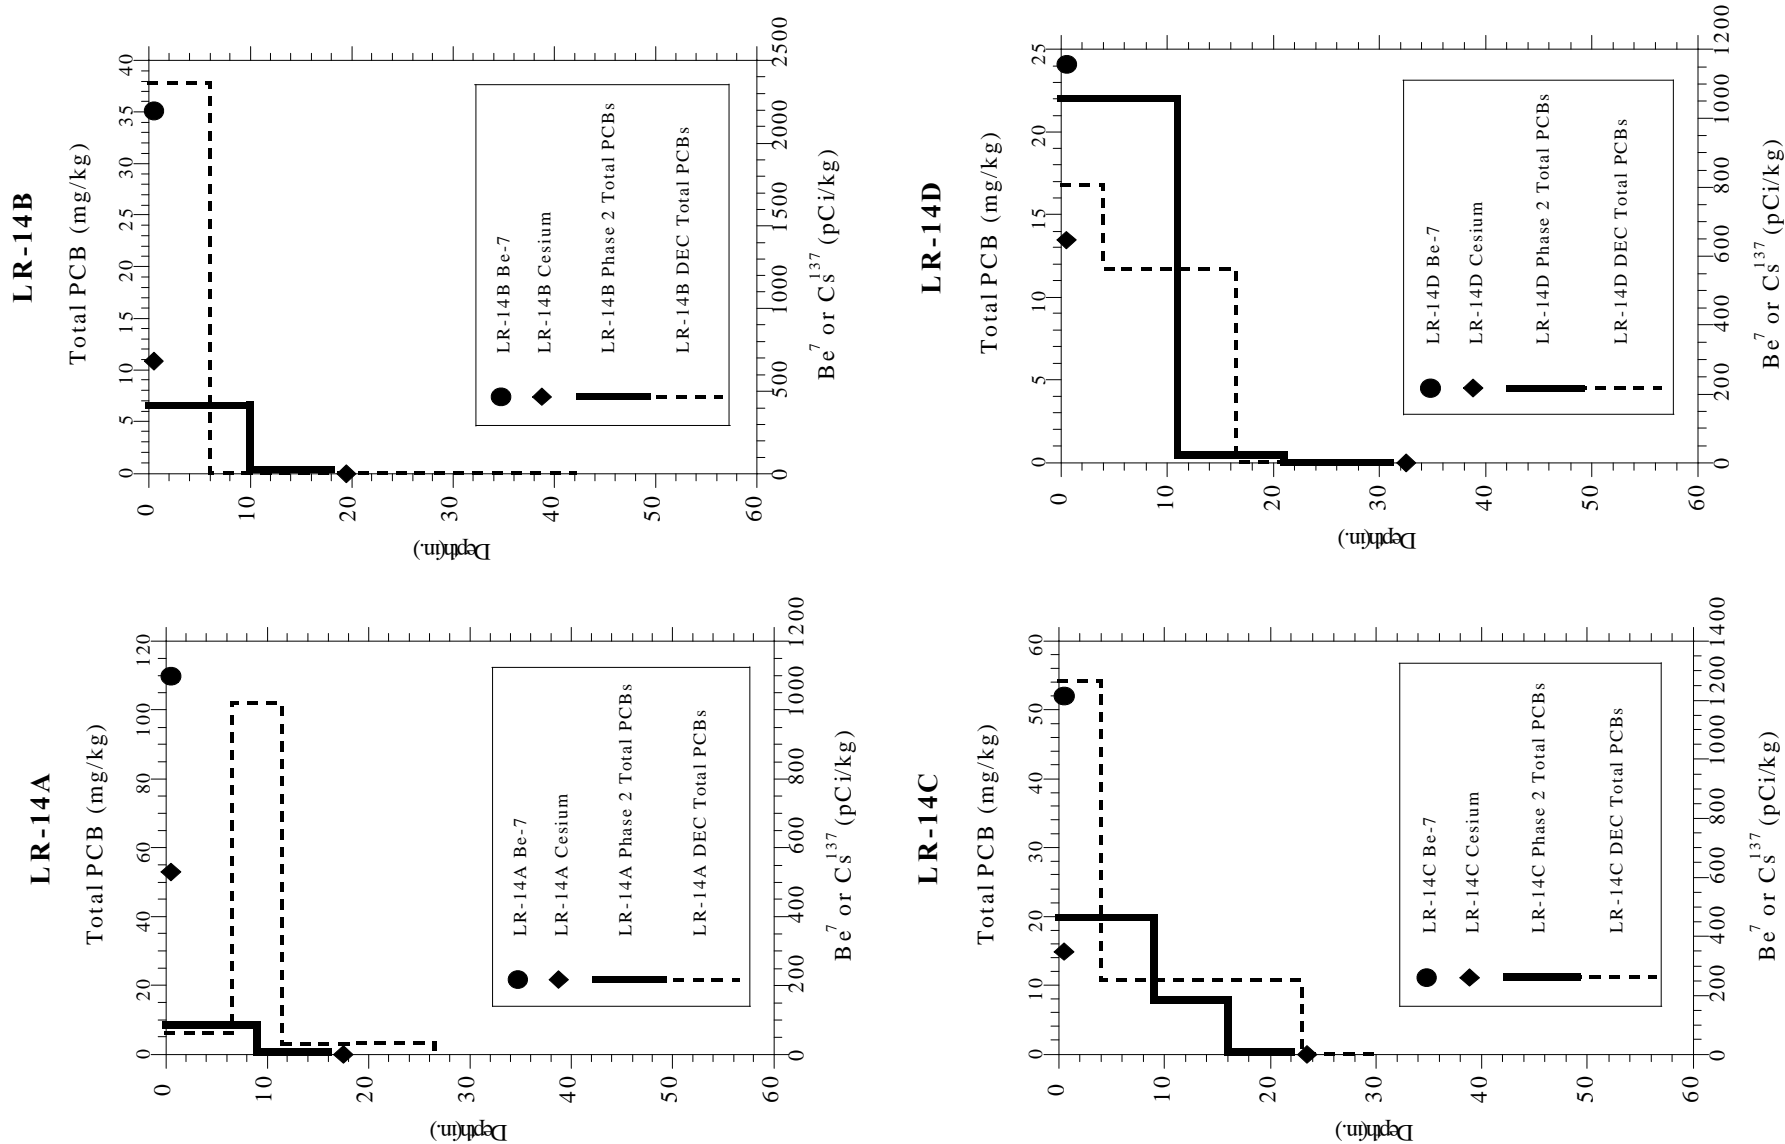 LR-14A
Total PCB (mg/kg)
0 20 40 60 80 100 120
0
10
20
30
40
50
60
Depth(in.)
LR-14A Be-7
LR-14A Cesium
LR-14A Phase 2 Total PCBs
LR-14A DEC Total PCBs
0 200 400 600 800 1000 1200
Be7 or Cs137 (pCi/kg)
LR-14B
Total PCB (mg/kg)
0 5 10 15 20 25 30 35 40
0
10
20
30
40
50
60
Depth(in.)
LR-14B Be-7
LR-14B Cesium
LR-14B Phase 2 Total PCBs
LR-14B DEC Total PCBs
0 500 1000 1500 2000 2500
Be7 or Cs137 (pCi/kg)
LR-14C
Total PCB (mg/kg)
0 10 20 30 40 50 60
0
10
20
30
40
50
60
Depth(in.)
LR-14C Be-7
LR-14C Cesium
LR-14C Phase 2 Total PCBs
LR-14C DEC Total PCBs
0 200 400 600 800 1000 1200 1400
Be7 or Cs137 (pCi/kg)
LR-14D
Total PCB (mg/kg)
0 5 10 15 20 25
0
10
20
30
40
50
60
Depth(in.)
LR-14D Be-7
LR-14D Cesium
LR-14D Phase 2 Total PCBs
LR-14D DEC Total PCBs
0 200 400 600 800 1000 1200
Be7 or Cs137 (pCi/kg)